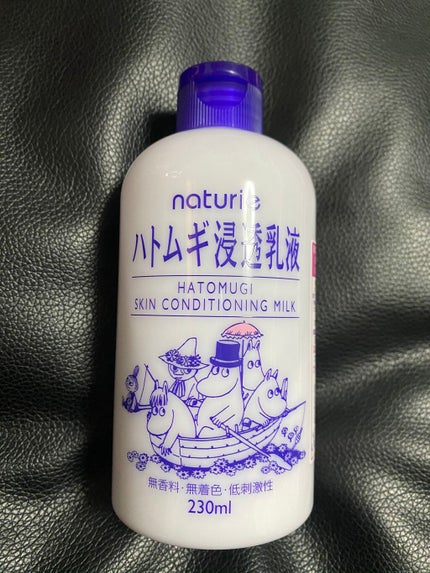 naturie
ハトムギ浸透乳液
HATOMUGI
SKIN CONDITIONING MILK
無香料・無着色・低刺激性
230ml